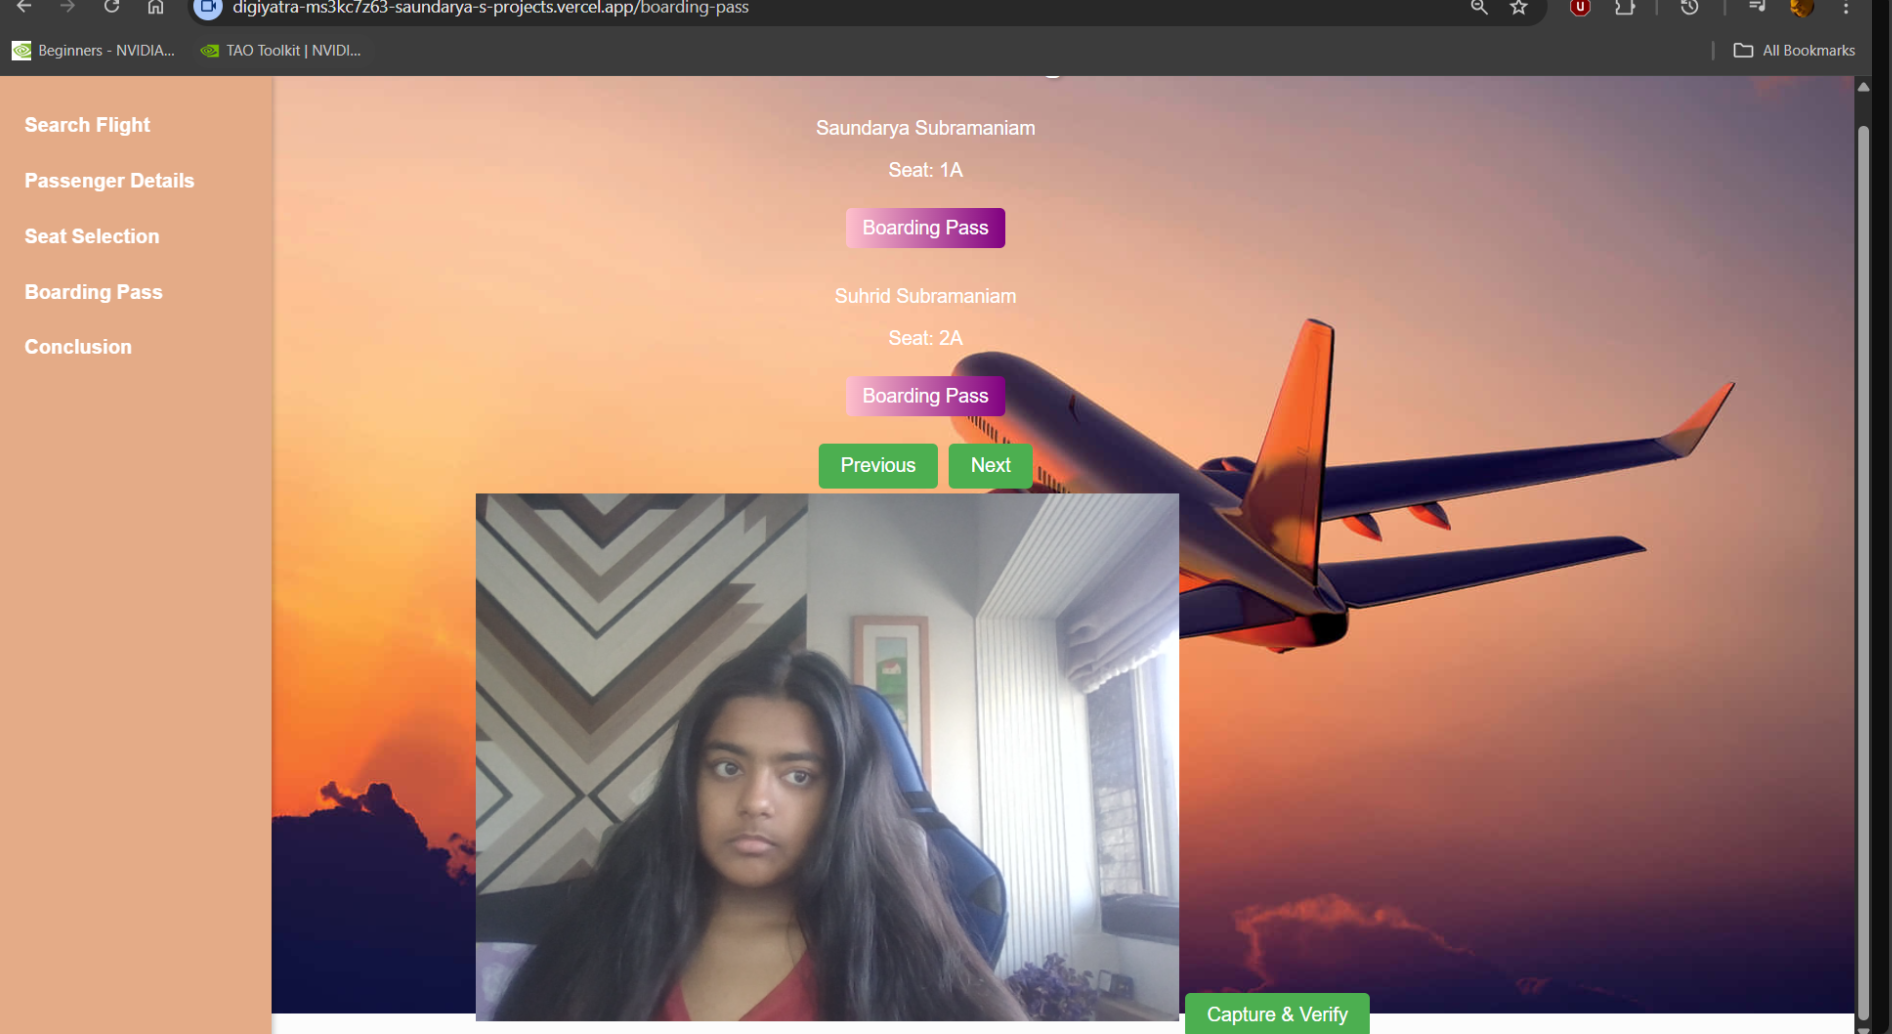 digiyatra-ms3kc7z63-saundarya-s-projects.vercel.app/boarding-pass
Beginners - NVIDIA...
TAO Toolkit | NVIDI...
All Bookmarks
Search Flight
Passenger Details
Seat Selection
Boarding Pass
Conclusion
Saundarya Subramaniam
Seat: 1A
Boarding Pass
Suhrid Subramaniam
Seat: 2A
Boarding Pass
Previous
Next
Capture & Verify